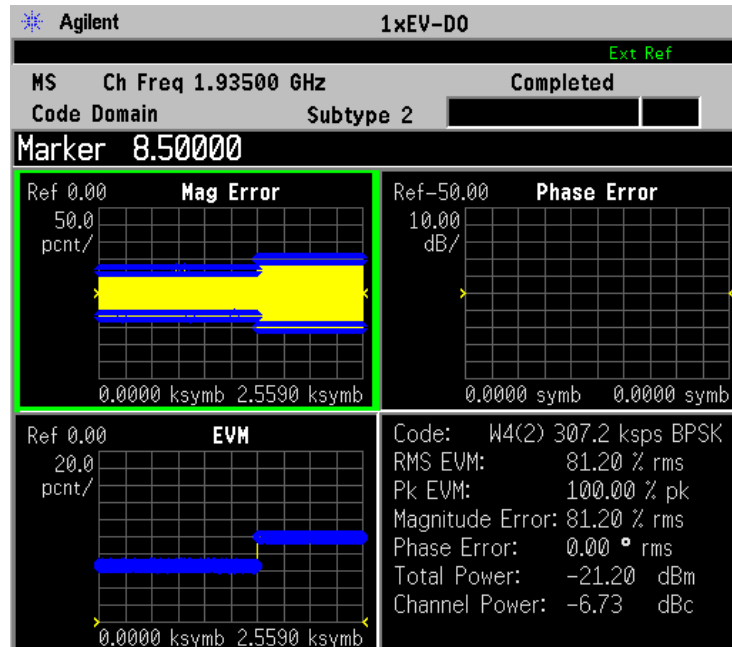 Agilent 1xEV-DO
Ext Ref
MS Ch Freq 1.93500 GHz Completed
Code Domain Subtype 2
Marker 8.50000
Ref 0.00 Mag Error
50.0
pcnt/
0.0000 ksymb 2.5590 ksymb
Ref-50.00 Phase Error
10.00
dB/
0.0000 symb 0.0000 symb
Ref 0.00 EVM
20.0
pcnt/
0.0000 ksymb 2.5590 ksymb
Code: W4(2) 307.2 ksps BPSK
RMS EVM: 81.20 % rms
Pk EVM: 100.00 % pk
Magnitude Error: 81.20 % rms
Phase Error: 0.00 ° rms
Total Power: -21.20 dBm
Channel Power: -6.73 dBc